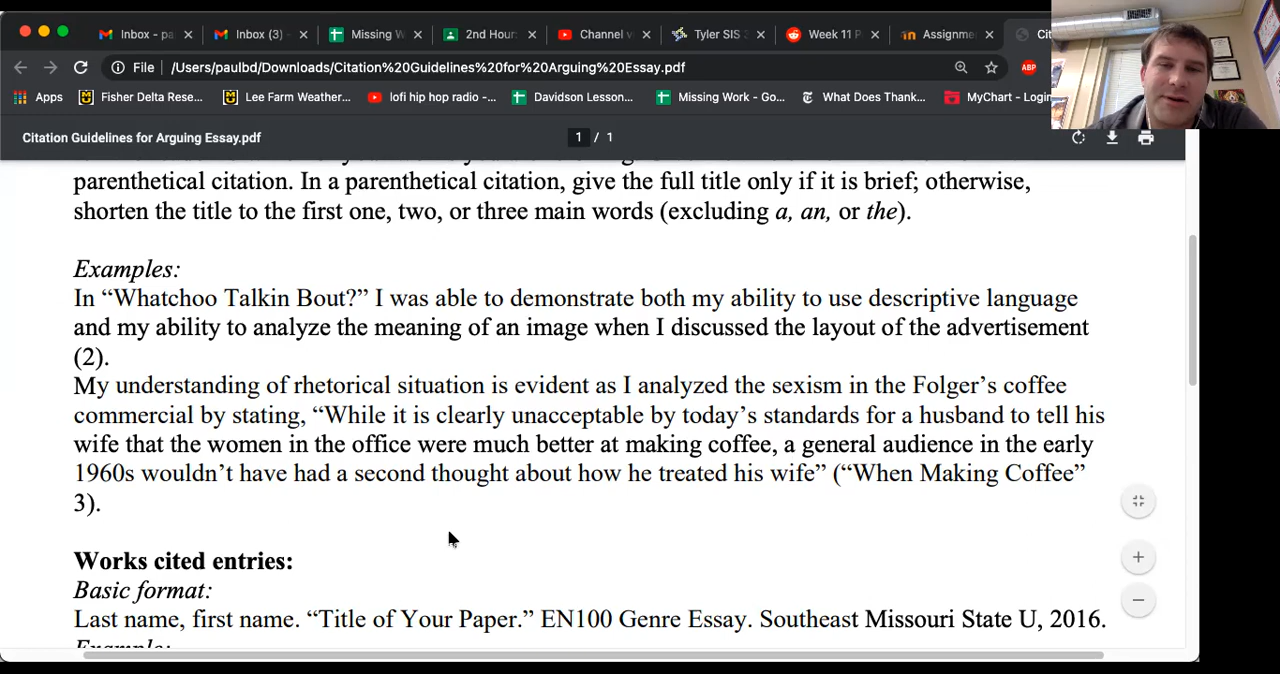 Inbox - pa
Inbox (3) -
Missing W
2nd Hour:
Channel v
Tyler SIS
Week 11 P
Assignme
Cit
File | /Users/paulbd/Downloads/Citation%20Guidelines%20for%20Arguing%20Essay.pdf
ABP
Apps
Fisher Delta Rese...
Lee Farm Weather...
lofi hip hop radio -...
Davidson Lesson...
Missing Work - Go...
What Does Thank...
MyChart - Login
Citation Guidelines for Arguing Essay.pdf
1 / 1
parenthetical citation. In a parenthetical citation, give the full title only if it is brief; otherwise,
shorten the title to the first one, two, or three main words (excluding a, an, or the).
Examples:
In “Whatchoo Talkin Bout?” I was able to demonstrate both my ability to use descriptive language
and my ability to analyze the meaning of an image when I discussed the layout of the advertisement
(2).
My understanding of rhetorical situation is evident as I analyzed the sexism in the Folger’s coffee
commercial by stating, “While it is clearly unacceptable by today’s standards for a husband to tell his
wife that the women in the office were much better at making coffee, a general audience in the early
1960s wouldn’t have had a second thought about how he treated his wife” (“When Making Coffee”
3).
Works cited entries:
Basic format:
Last name, first name. “Title of Your Paper.” EN100 Genre Essay. Southeast Missouri State U, 2016.
Example: